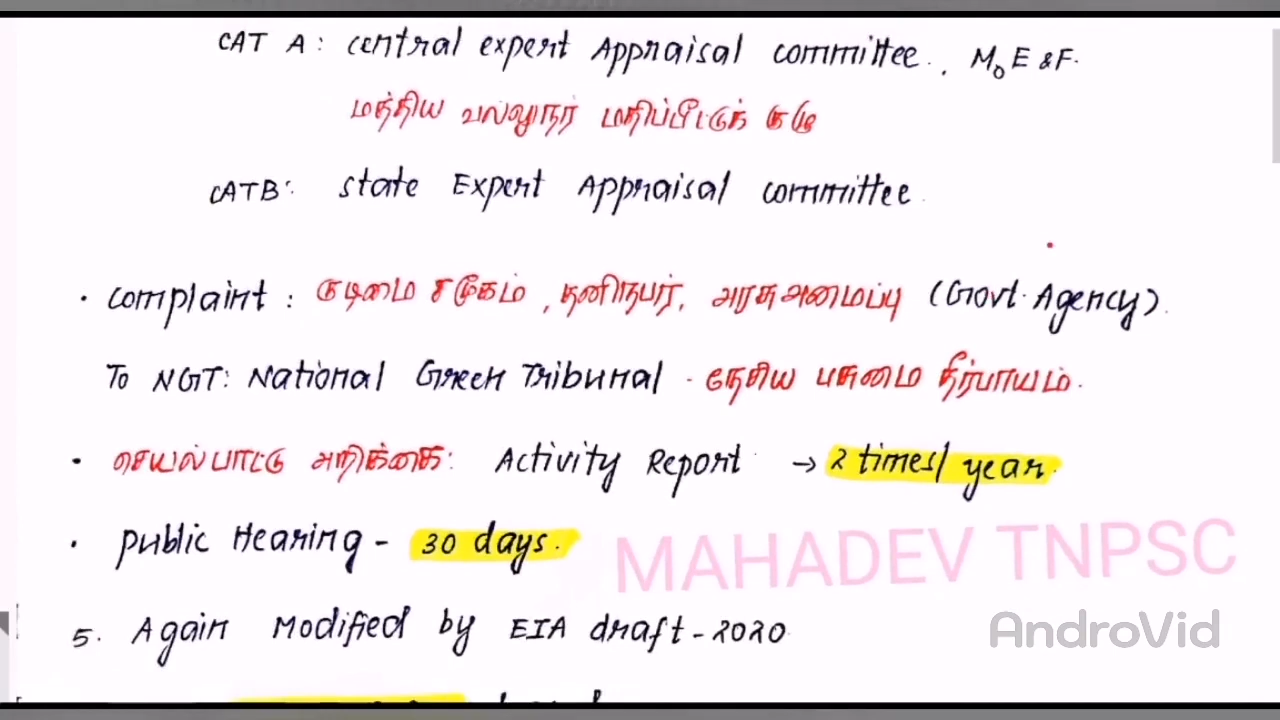 CAT A: central expert Appraisal committee., MoE&F.
மத்திய வல்லுநர் மதிப்பீட்டுக் குழு
CATB: state Expert Appraisal committee
• complaint: குடிமை சமூகம், தனிநபர், அரசுஅமைப்பு (Govt. Agency).
To NGT: National Green Tribunal. தேசிய பசுமை தீர்பாயம்.
• செயல்பாட்டு அறிக்கை: Activity Report → 2 times/year.
• public Hearing - 30 days.
MAHADEV TNPSC
5. Again Modified by EIA draft-2020
AndroVid